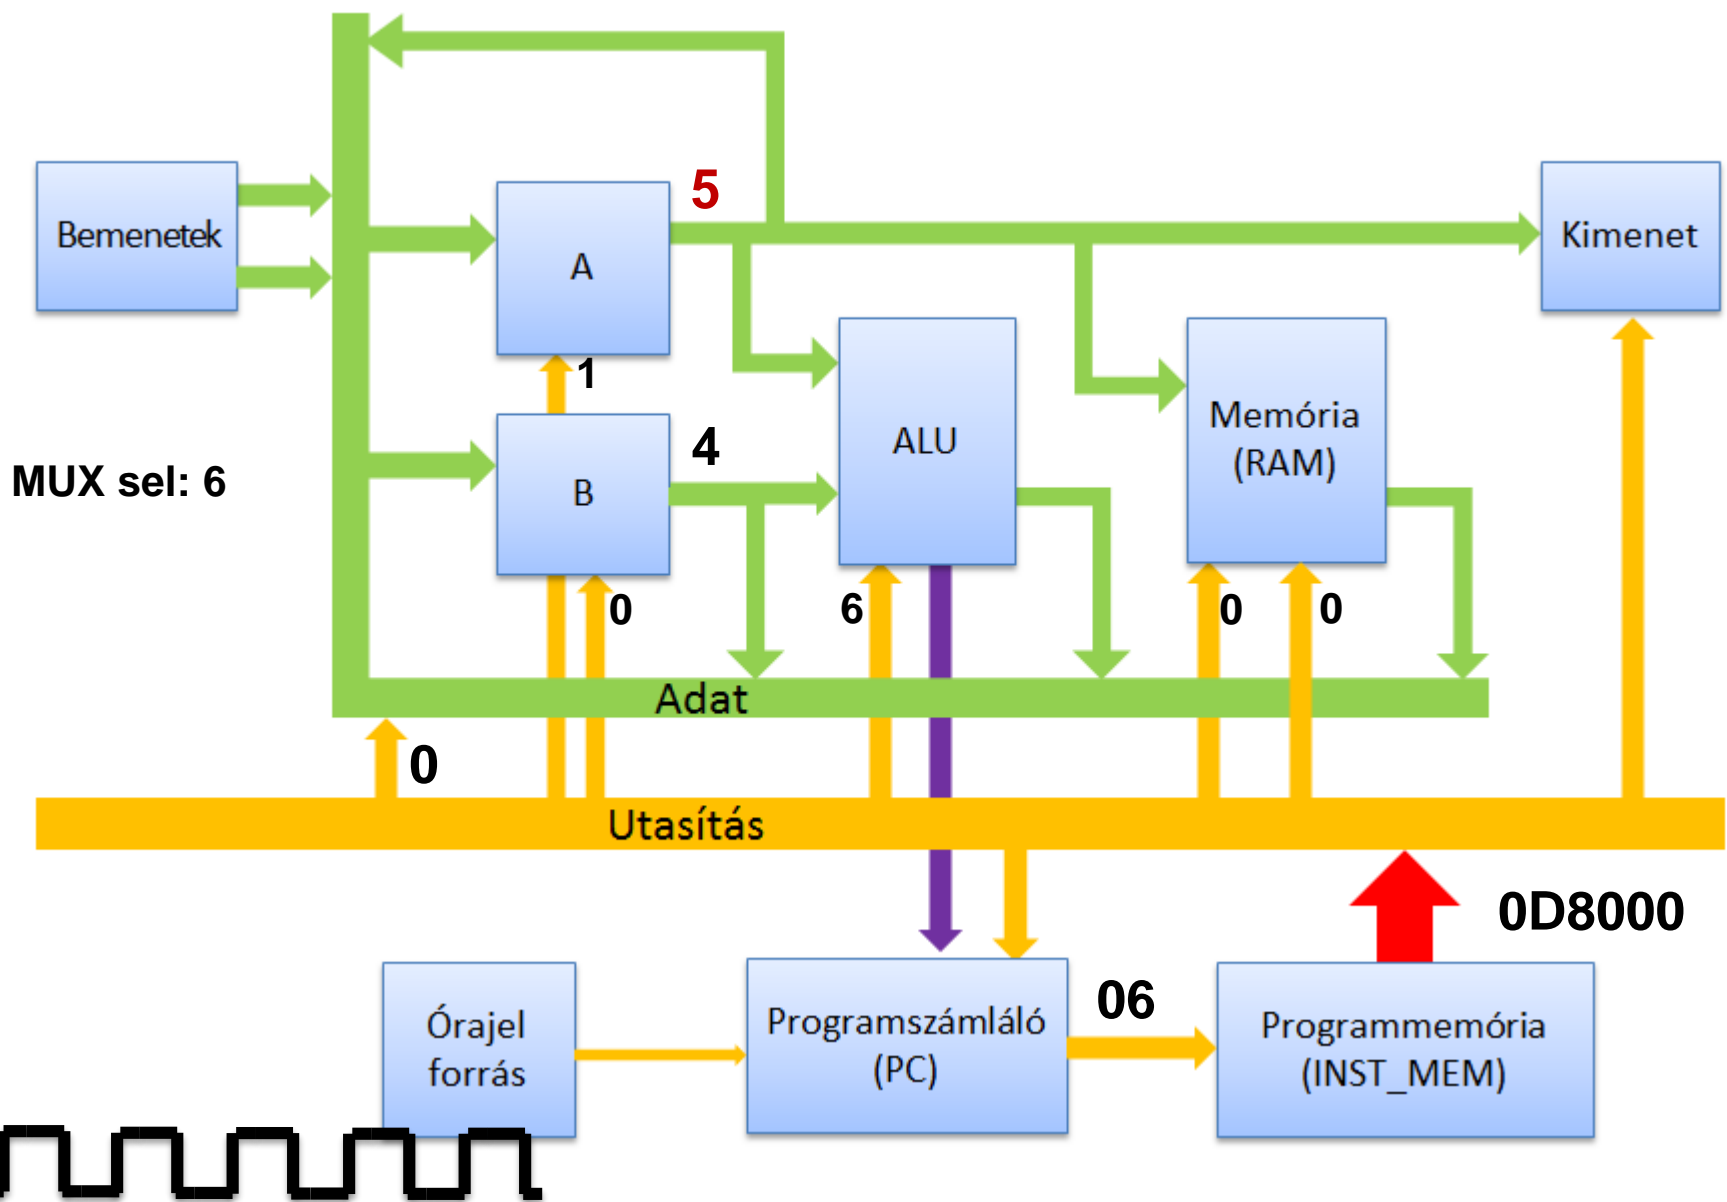 5
Bemenetek
A
Kimenet
1
Memória
(RAM)
ALU
4
MUX sel: 6
B
0
6
0
0
Adat
0
Utasítás
0D8000
06
Órajel
forrás
Programszámláló
(PC)
Programmemória
(INST_MEM)